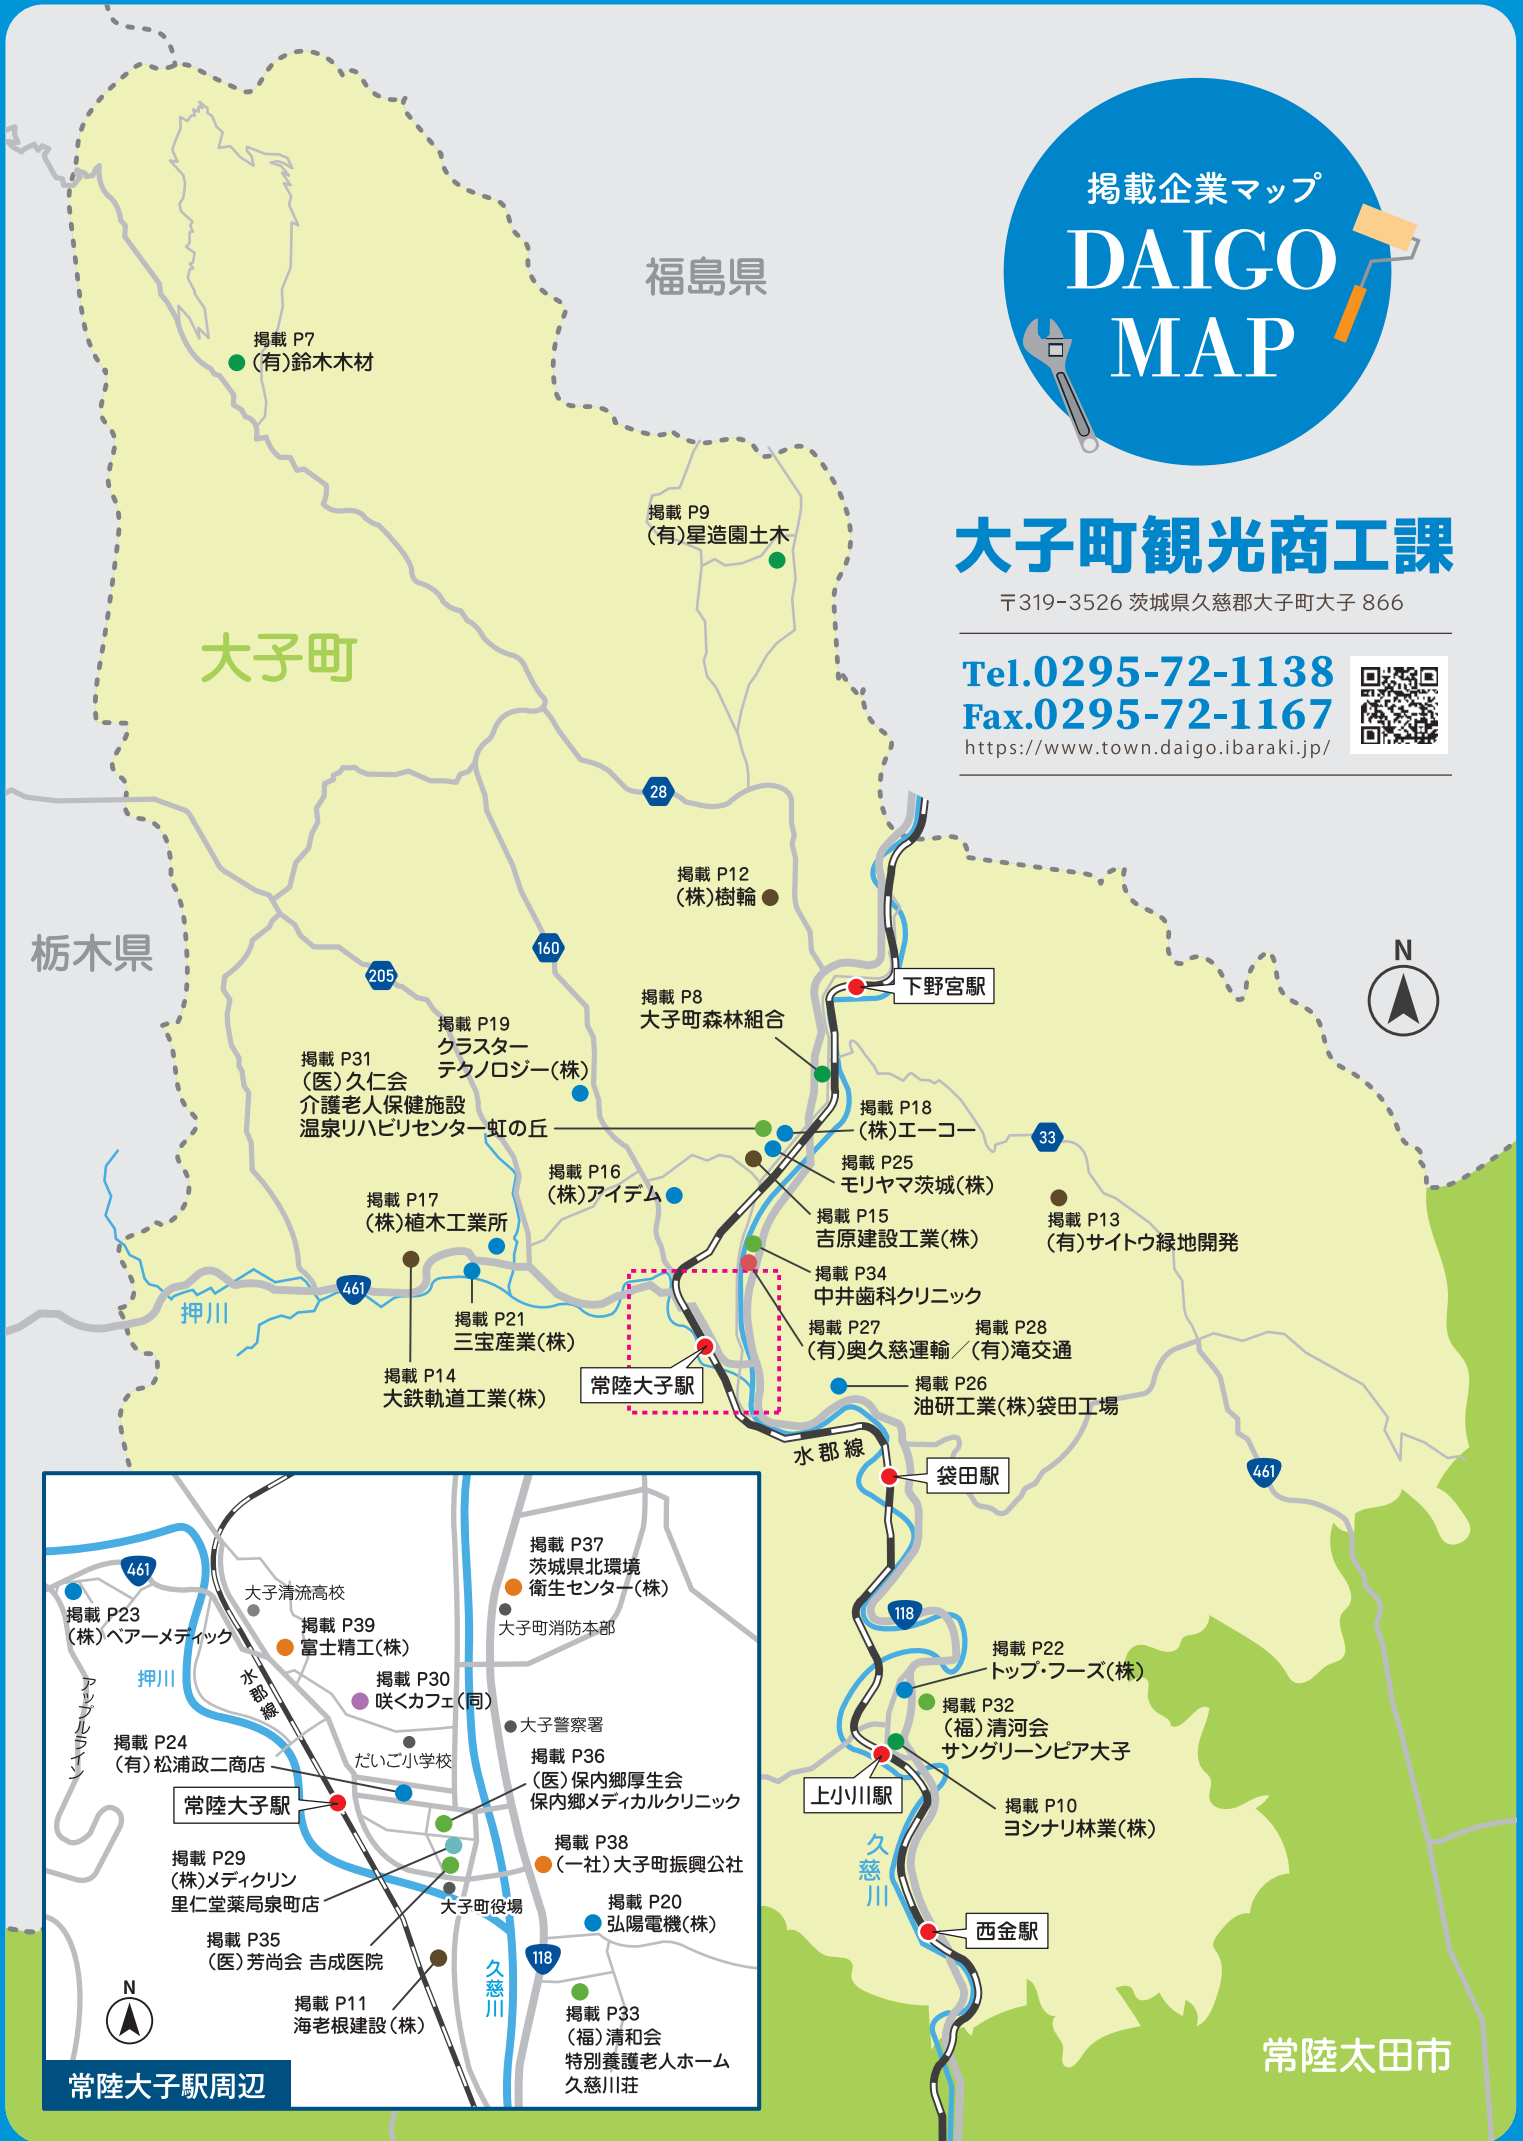 掲載企業マップ
DAIGO
MAP
大子町観光商工課
〒319-3526 茨城県久慈郡大子町大子 866
Tel.0295-72-1138
Fax.0295-72-1167
https://www.town.daigo.ibaraki.jp/
福島県
栃木県
大子町
常陸太田市
N
掲載 P7
(有)鈴木木材
掲載 P9
(有)星造園土木
28
掲載 P12
(株)樹輪
160
205
下野宮駅
掲載 P8
大子町森林組合
掲載 P19
クラスター
テクノロジー(株)
掲載 P31
(医)久仁会
介護老人保健施設
温泉リハビリセンター虹の丘
掲載 P18
(株)エーコー
33
掲載 P25
モリヤマ茨城(株)
掲載 P16
(株)アイデム
掲載 P17
(株)植木工業所
掲載 P15
吉原建設工業(株)
掲載 P13
(有)サイトウ緑地開発
461
押川
掲載 P34
中井歯科クリニック
掲載 P21
三宝産業(株)
掲載 P27
掲載 P28
(有)奥久慈運輸／(有)滝交通
掲載 P14
大鉄軌道工業(株)
常陸大子駅
掲載 P26
油研工業(株)袋田工場
水郡線
袋田駅
461
118
掲載 P22
トップ・フーズ(株)
掲載 P32
(福)清河会
サングリーンピア大子
上小川駅
掲載 P10
ヨシナリ林業(株)
久慈川
西金駅
461
掲載 P23
(株)ベアーメディック
大子清流高校
掲載 P39
富士精工(株)
掲載 P37
茨城県北環境
衛生センター(株)
大子町消防本部
押川
水郡線
アップルライン
掲載 P30
咲くカフェ(同)
大子警察署
掲載 P24
(有)松浦政二商店
だいご小学校
掲載 P36
(医)保内郷厚生会
保内郷メディカルクリニック
常陸大子駅
掲載 P38
(一社)大子町振興公社
掲載 P29
(株)メディクリン
里仁堂薬局泉町店
大子町役場
掲載 P20
弘陽電機(株)
掲載 P35
(医)芳尚会 吉成医院
久慈川
118
掲載 P11
海老根建設(株)
掲載 P33
(福)清和会
特別養護老人ホーム
久慈川荘
N
常陸大子駅周辺